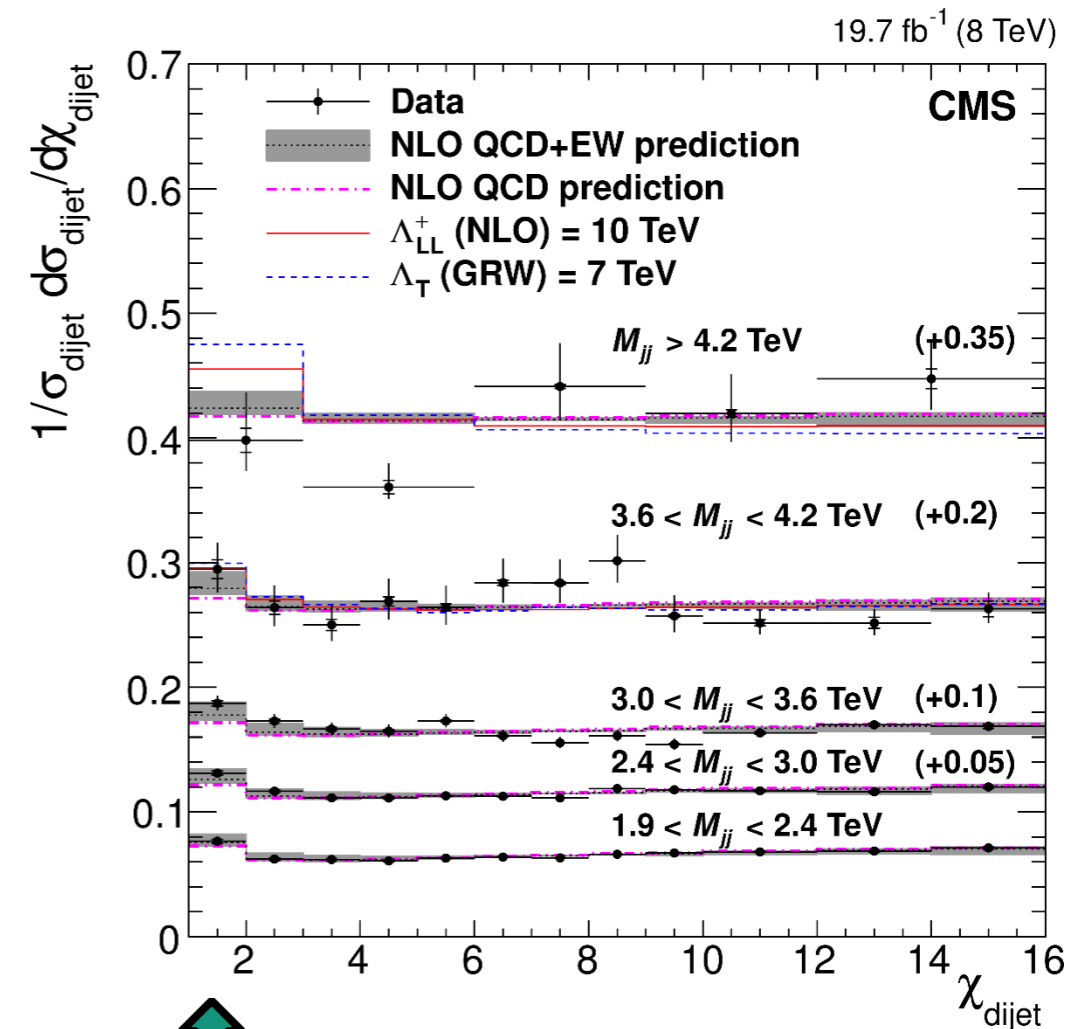 19.7 fb⁻¹ (8 TeV)
CMS
Data
NLO QCD+EW prediction
NLO QCD prediction
Λ⁺LL (NLO) = 10 TeV
ΛT (GRW) = 7 TeV
Mjj > 4.2 TeV (+0.35)
3.6 < Mjj < 4.2 TeV (+0.2)
3.0 < Mjj < 3.6 TeV (+0.1)
2.4 < Mjj < 3.0 TeV (+0.05)
1.9 < Mjj < 2.4 TeV
1/σdijet dσdijet/dχdijet
0.7
0.6
0.5
0.4
0.3
0.2
0.1
0
2 4 6 8 10 12 14 16
χdijet